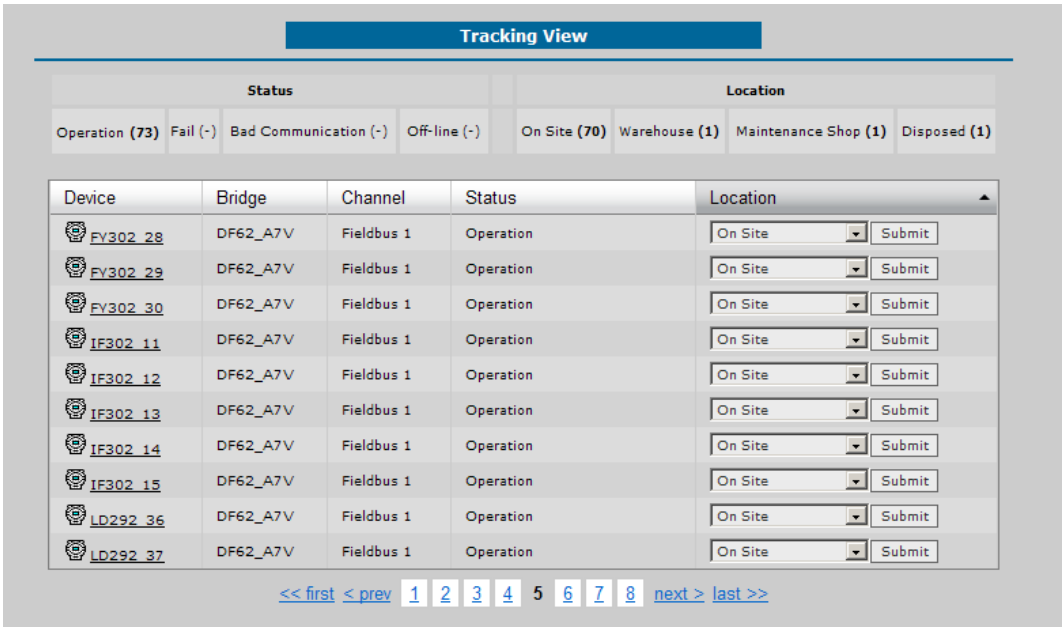 Tracking View
Status Location
Operation (73) Fail (-) Bad Communication (-) Off-line (-) On Site (70) Warehouse (1) Maintenance Shop (1) Disposed (1)
Device Bridge Channel Status Location
FY302_28 DF62_A7V Fieldbus 1 Operation On Site Submit
FY302_29 DF62_A7V Fieldbus 1 Operation On Site Submit
FY302_30 DF62_A7V Fieldbus 1 Operation On Site Submit
IF302_11 DF62_A7V Fieldbus 1 Operation On Site Submit
IF302_12 DF62_A7V Fieldbus 1 Operation On Site Submit
IF302_13 DF62_A7V Fieldbus 1 Operation On Site Submit
IF302_14 DF62_A7V Fieldbus 1 Operation On Site Submit
IF302_15 DF62_A7V Fieldbus 1 Operation On Site Submit
LD292_36 DF62_A7V Fieldbus 1 Operation On Site Submit
LD292_37 DF62_A7V Fieldbus 1 Operation On Site Submit
<< first < prev 1 2 3 4 5 6 7 8 next > last >>